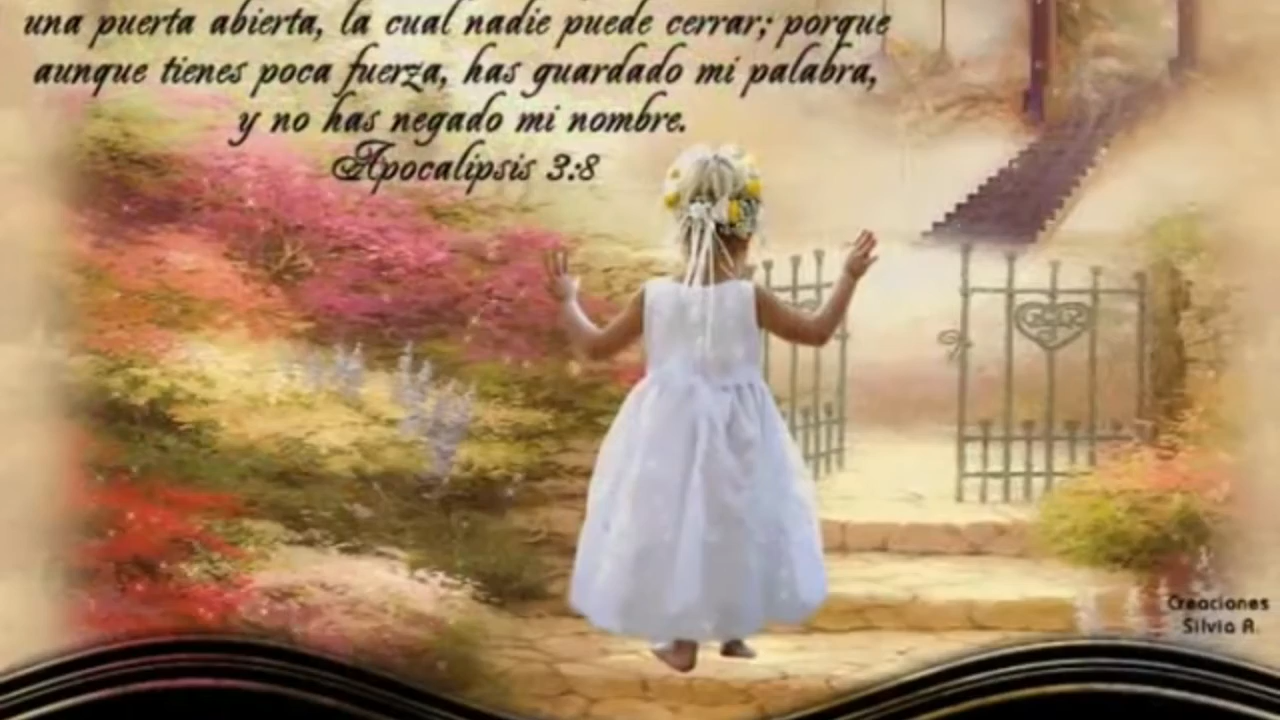 una puerta abierta, la cual nadie puede cerrar; porque
aunque tienes poca fuerza, has guardado mi palabra,
y no has negado mi nombre.
Apocalipsis 3:8
Creaciones
Silvia R.